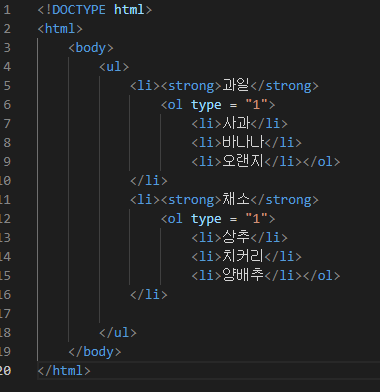 1 <!DOCTYPE html>
2 <html>
3 <body>
4 <ul>
5 <li><strong>과일</strong>
6 <ol type = "1">
7 <li>사과</li>
8 <li>바나나</li>
9 <li>오랜지</li></ol>
10 </li>
11 <li><strong>채소</strong>
12 <ol type = "1">
13 <li>상추</li>
14 <li>치커리</li>
15 <li>양배추</li></ol>
16 </li>
17
18 </ul>
19 </body>
20 </html>